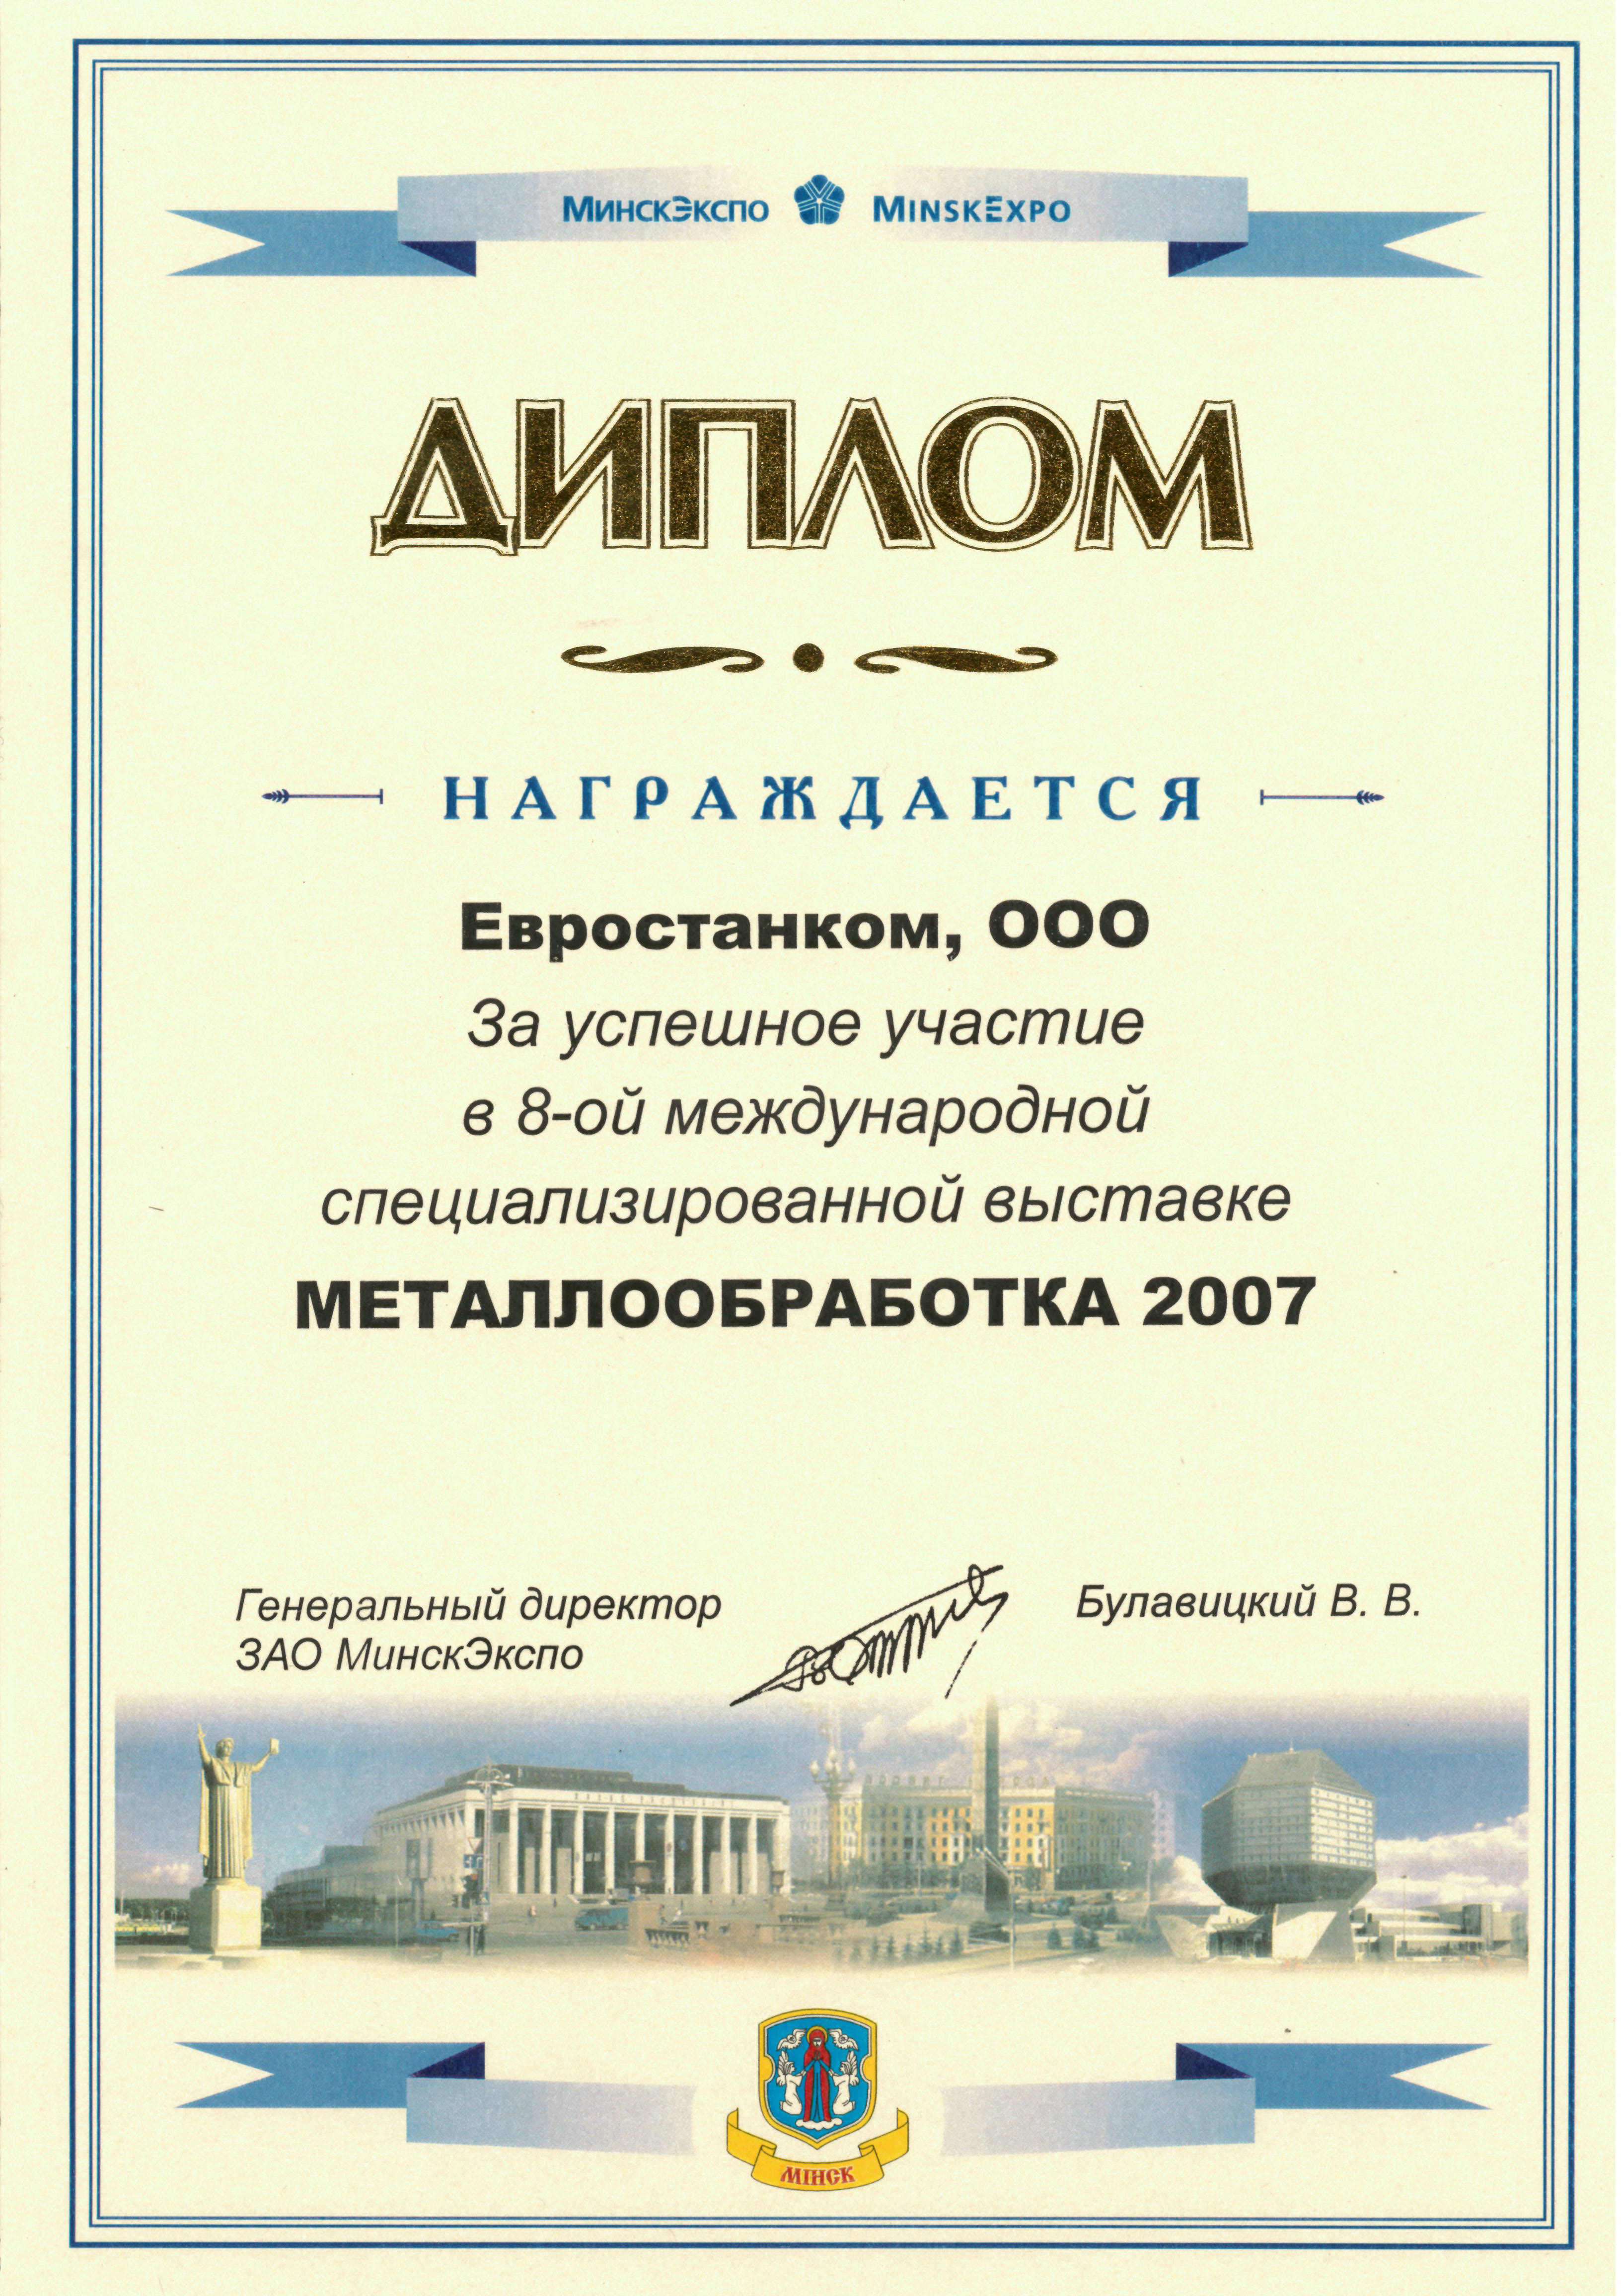 МИНСКЭКСПО MINSKEXPO
ДИПЛОМ
НАГРАЖДАЕТСЯ
Евростанком, ООО
За успешное участие
в 8-ой международной
специализированной выставке
МЕТАЛЛООБРАБОТКА 2007
Генеральный директор
ЗАО МинскЭкспо
Булавицкий В. В.
МІНСК